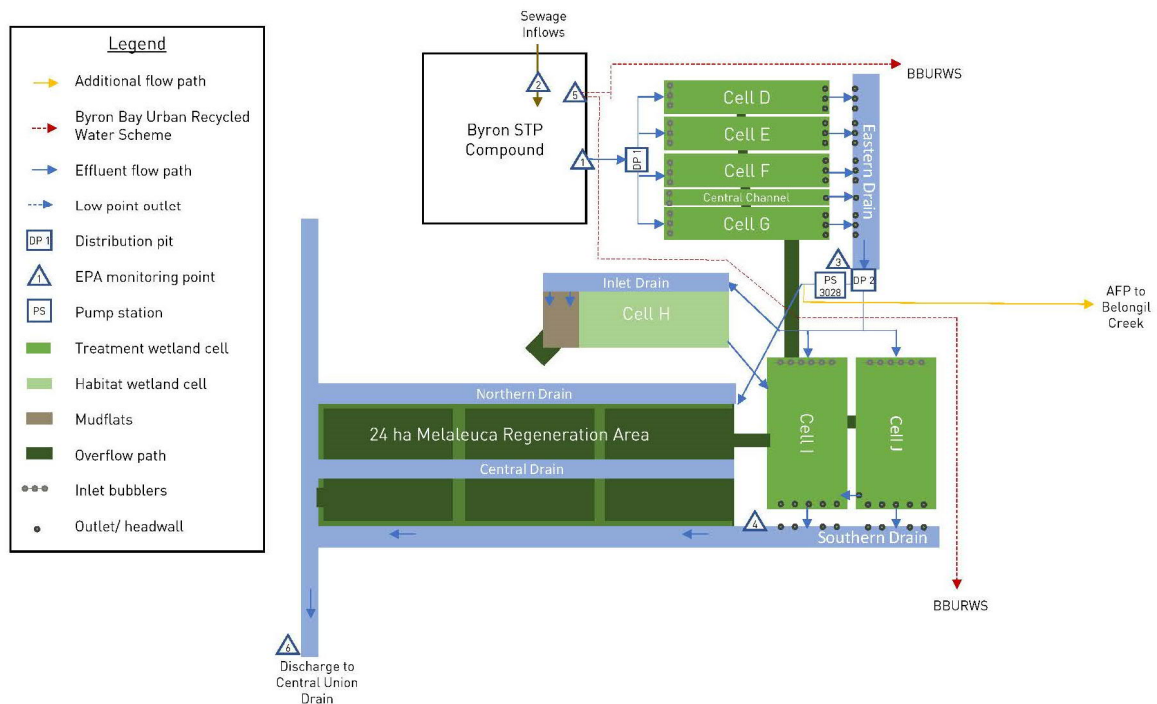 Legend
Additional flow path
Byron Bay Urban Recycled
Water Scheme
Effluent flow path
Low point outlet
DP 1
Distribution pit
1
EPA monitoring point
PS
Pump station
Treatment wetland cell
Habitat wetland cell
Mudflats
Overflow path
Inlet bubblers
Outlet/ headwall
Sewage
Inflows
2
5
Byron STP
Compound
1
DP 1
BBURWS
Cell D
Cell E
Cell F
Central Channel
Cell G
Eastern Drain
3
PS
3028
DP 2
AFP to
Belongil
Creek
Inlet Drain
Cell H
Northern Drain
24 ha Melaleuca Regeneration Area
Central Drain
Cell I
Cell J
4
Southern Drain
BBURWS
6
Discharge to
Central Union
Drain